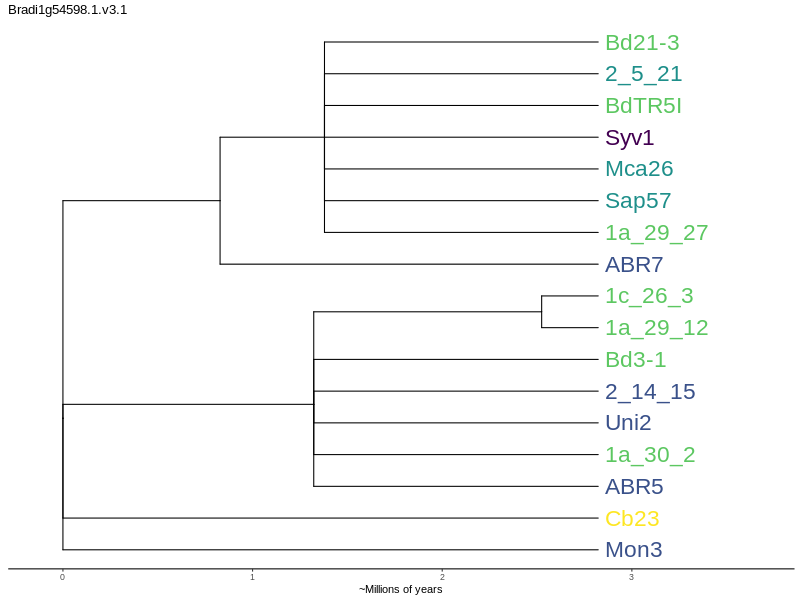 Bradi1g54598.1.v3.1
Bd21-3
2_5_21
BdTR5I
Syv1
Mca26
Sap57
1a_29_27
ABR7
1c_26_3
1a_29_12
Bd3-1
2_14_15
Uni2
1a_30_2
ABR5
Cb23
Mon3
0 1 2 3
~Millions of years